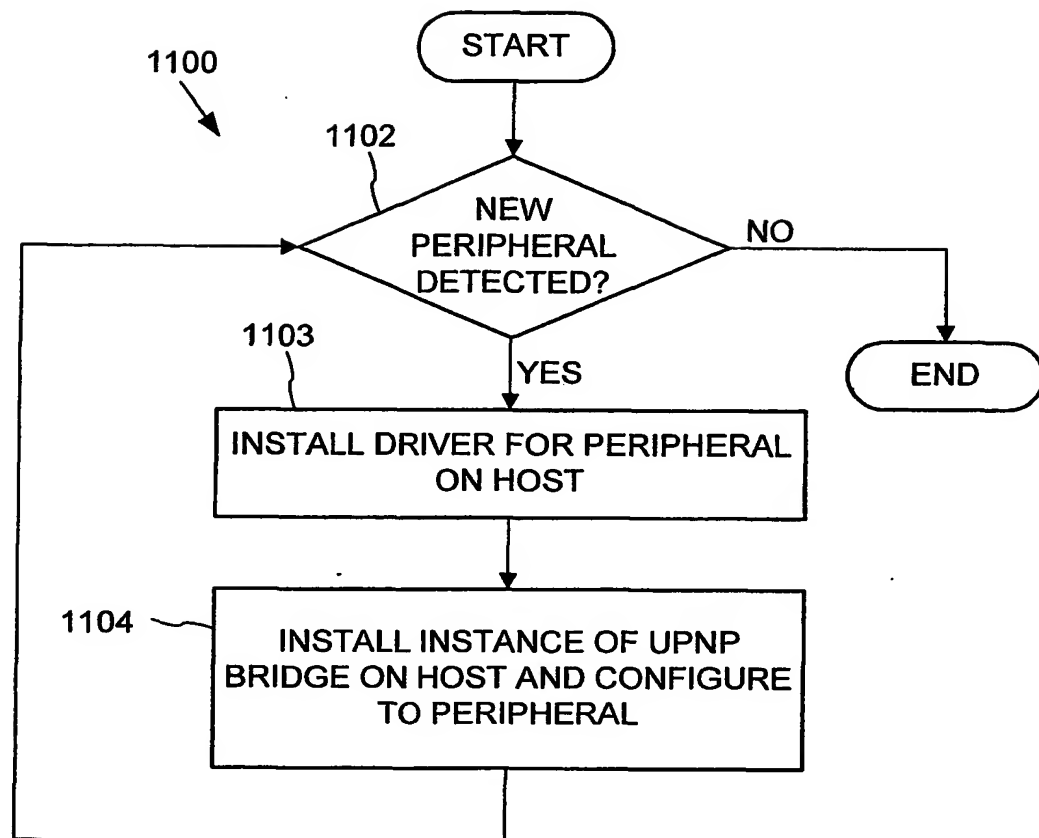 START
1100
1102
NEW
PERIPHERAL
DETECTED?
NO
1103
YES
END
INSTALL DRIVER FOR PERIPHERAL
ON HOST
1104
INSTALL INSTANCE OF UPNP
BRIDGE ON HOST AND CONFIGURE
TO PERIPHERAL